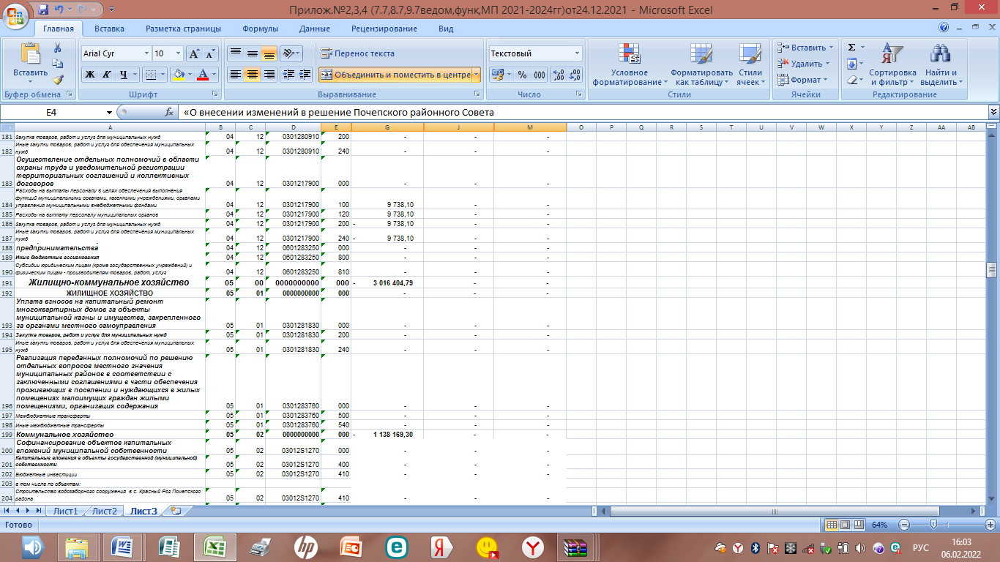 Прилож.№2,3,4 (7.7,8.7,9.7ведом,функ,МП 2021-2024гг)от24.12.2021 - Microsoft Excel
Главная Вставка Разметка страницы Формулы Данные Рецензирование Вид
Вставить
Arial Cyr 10
Ж К Ч
Перенос текста
Объединить и поместить в центре
Текстовый
% 000
Условное форматирование
Форматировать как таблицу
Стили ячеек
Вставить
Удалить
Формат
Сортировка и фильтр
Найти и выделить
Буфер обмена Шрифт Выравнивание Число Стили Ячейки Редактирование
E4 fx «О внесении изменений в решение Почепского районного Совета
A B C D E G J M O P Q R S T U V W X Y Z AA AB
181 Закупка товаров, работ и услуг для муниципальных нужд 04 12 0301280910 200 - - -
Иные закупки товаров, работ и услуг для обеспечения муниципальных
182 нужд 04 12 0301280910 240 - - -
Осуществление отдельных полномочий в области
охраны труда и уведомительной регистрации
территориальных соглашений и коллективных
183 договоров 04 12 0301217900 000 - - -
Расходы на выплаты персоналу в целях обеспечения выполнения
функций муниципальными органами, казенными учреждениями, органами
184 управления муниципальными внебюджетными фондами 04 12 0301217900 100 9 738,10 - -
185 Расходы на выплату персоналу муниципальных органов 04 12 0301217900 120 9 738,10 - -
186 Закупка товаров, работ и услуг для муниципальных нужд 04 12 0301217900 200 - 9 738,10 - -
Иные закупки товаров, работ и услуг для обеспечения муниципальных
187 нужд 04 12 0301217900 240 - 9 738,10 - -
188 предпринимательства 04 12 0601283250 000 - - -
189 Иные бюджетные ассигнования 04 12 0601283250 800 - - -
Субсидии юридическим лицам (кроме государственных учреждений) и
190 физическим лицам - производителям товаров, работ, услуг 04 12 0601283250 810 - - -
191 Жилищно-коммунальное хозяйство 05 00 0000000000 000 - 3 016 404,79 - -
192 ЖИЛИЩНОЕ ХОЗЯЙСТВО 05 01 0000000000 000 - - -
Уплата взносов на капитальный ремонт
многоквартирных домов за объекты
муниципальной казны и имущества, закрепленного
193 за органами местного самоуправления 05 01 0301281830 000 - - -
194 Закупка товаров, работ и услуг для муниципальных нужд 05 01 0301281830 200 - - -
Иные закупки товаров, работ и услуг для обеспечения муниципальных
195 нужд 05 01 0301281830 240 - - -
Реализация переданных полномочий по решению
отдельных вопросов местного значения
муниципальных районов в соответствии с
заключенными соглашениями в части обеспечения
проживающих в поселении и нуждающихся в жилых
помещениях малоимущих граждан жилыми
196 помещениями, организация содержания 05 01 0301283760 000 - - -
197 Межбюджетные трансферты 05 01 0301283760 500 - - -
198 Иные межбюджетные трансферты 05 01 0301283760 540 - - -
199 Коммунальное хозяйство 05 02 0000000000 000 - 1 138 169,30 - -
Софинансирование объектов капитальных
200 вложений муниципальной собственности 05 02 03012S1270 000 - - -
Капитальные вложения в объекты государственной (муниципальной)
201 собственности 05 02 03012S1270 400 - - -
202 Бюджетные инвестиции 05 02 03012S1270 410 - - -
203 в том числе по объектам:
Строительство водозаборного сооружения в с. Красный Рог Почепского
204 района 05 02 03012S1270 410 - - -
Лист1 Лист2 Лист3
Готово 64%
РУС 16:03
06.02.2022